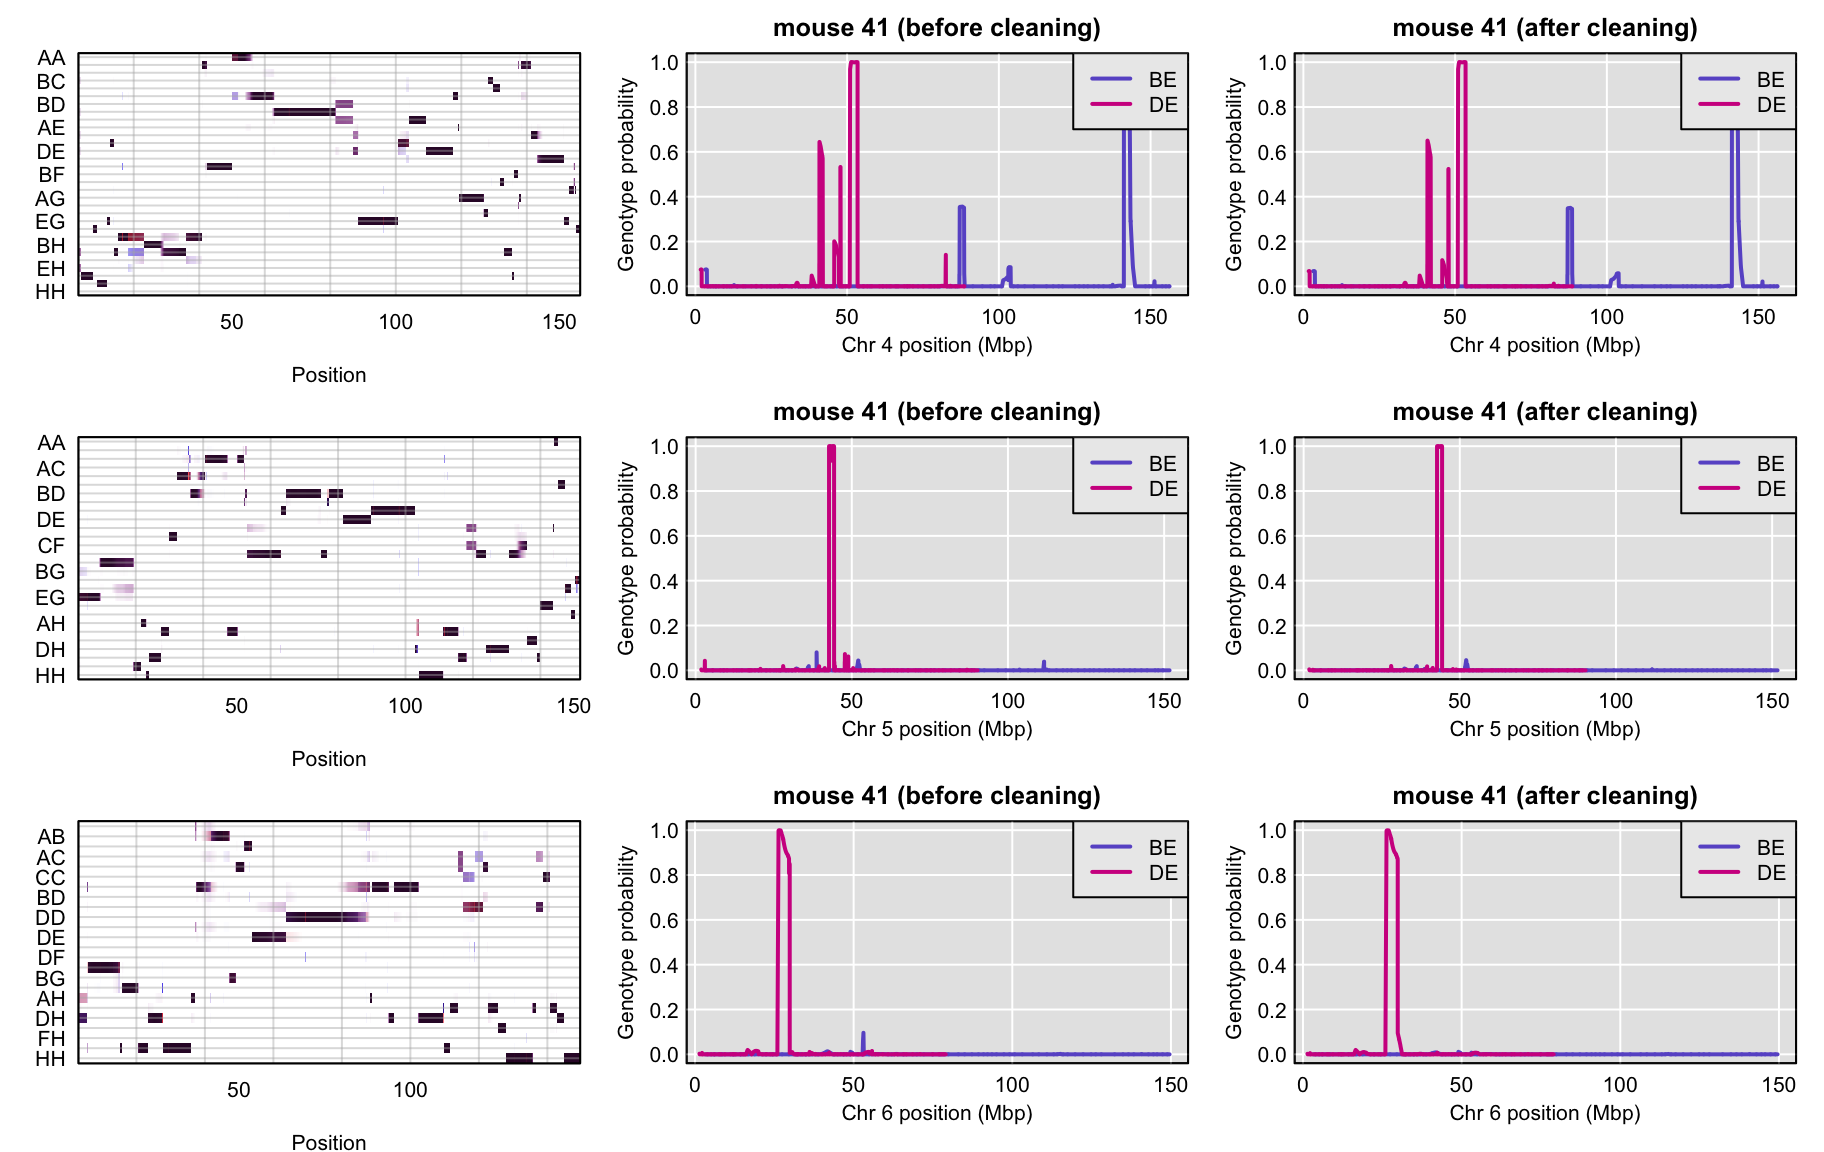 AA
BC
BD
AE
DE
BF
AG
EG
BH
EH
HH
50 100 150
Position
mouse 41 (before cleaning)
Genotype probability
1.0
0.8
0.6
0.4
0.2
0.0
BE
DE
0 50 100 150
Chr 4 position (Mbp)
mouse 41 (after cleaning)
Genotype probability
1.0
0.8
0.6
0.4
0.2
0.0
BE
DE
0 50 100 150
Chr 4 position (Mbp)
AA
AC
BD
DE
CF
BG
EG
AH
DH
HH
50 100 150
Position
mouse 41 (before cleaning)
Genotype probability
1.0
0.8
0.6
0.4
0.2
0.0
BE
DE
0 50 100 150
Chr 5 position (Mbp)
mouse 41 (after cleaning)
Genotype probability
1.0
0.8
0.6
0.4
0.2
0.0
BE
DE
0 50 100 150
Chr 5 position (Mbp)
AB
AC
CC
BD
DD
DE
DF
BG
AH
DH
FH
HH
50 100
Position
mouse 41 (before cleaning)
Genotype probability
1.0
0.8
0.6
0.4
0.2
0.0
BE
DE
0 50 100 150
Chr 6 position (Mbp)
mouse 41 (after cleaning)
Genotype probability
1.0
0.8
0.6
0.4
0.2
0.0
BE
DE
0 50 100 150
Chr 6 position (Mbp)